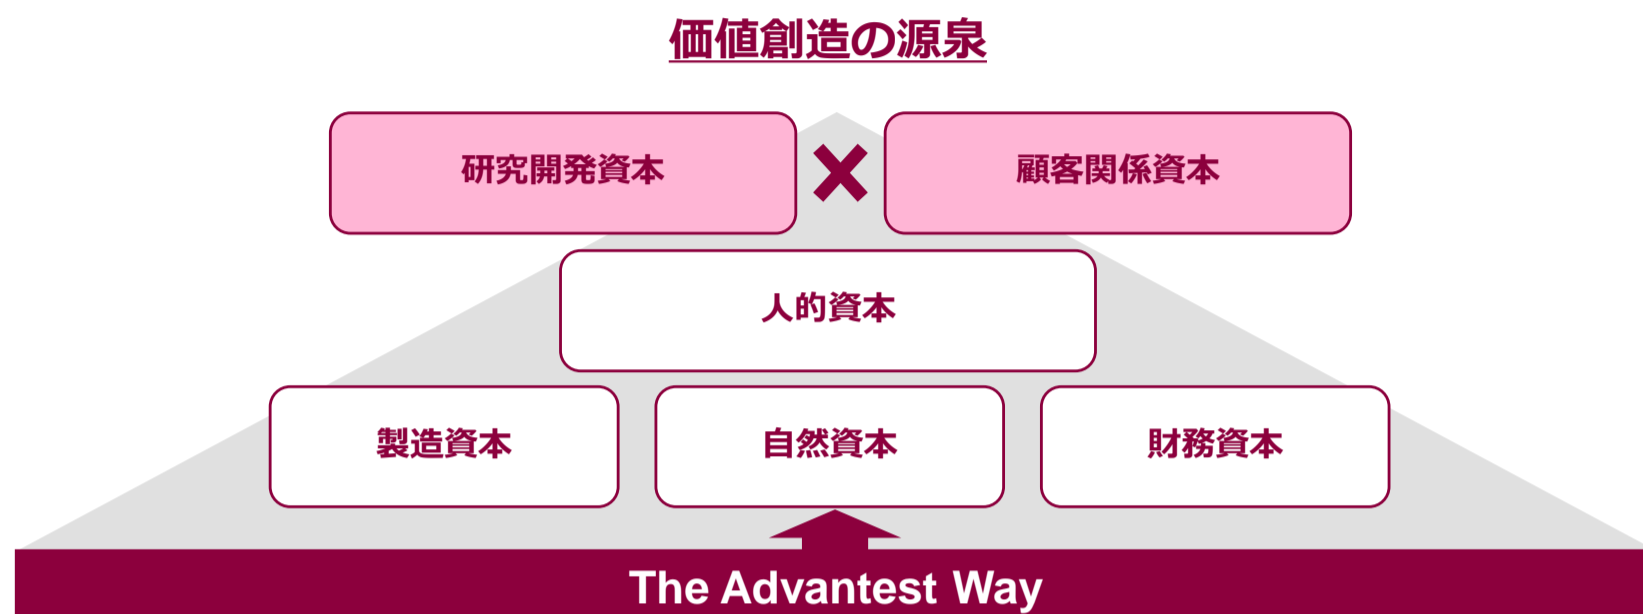 価値創造の源泉
研究開発資本
顧客関係資本
人的資本
製造資本
自然資本
財務資本
The Advantest Way